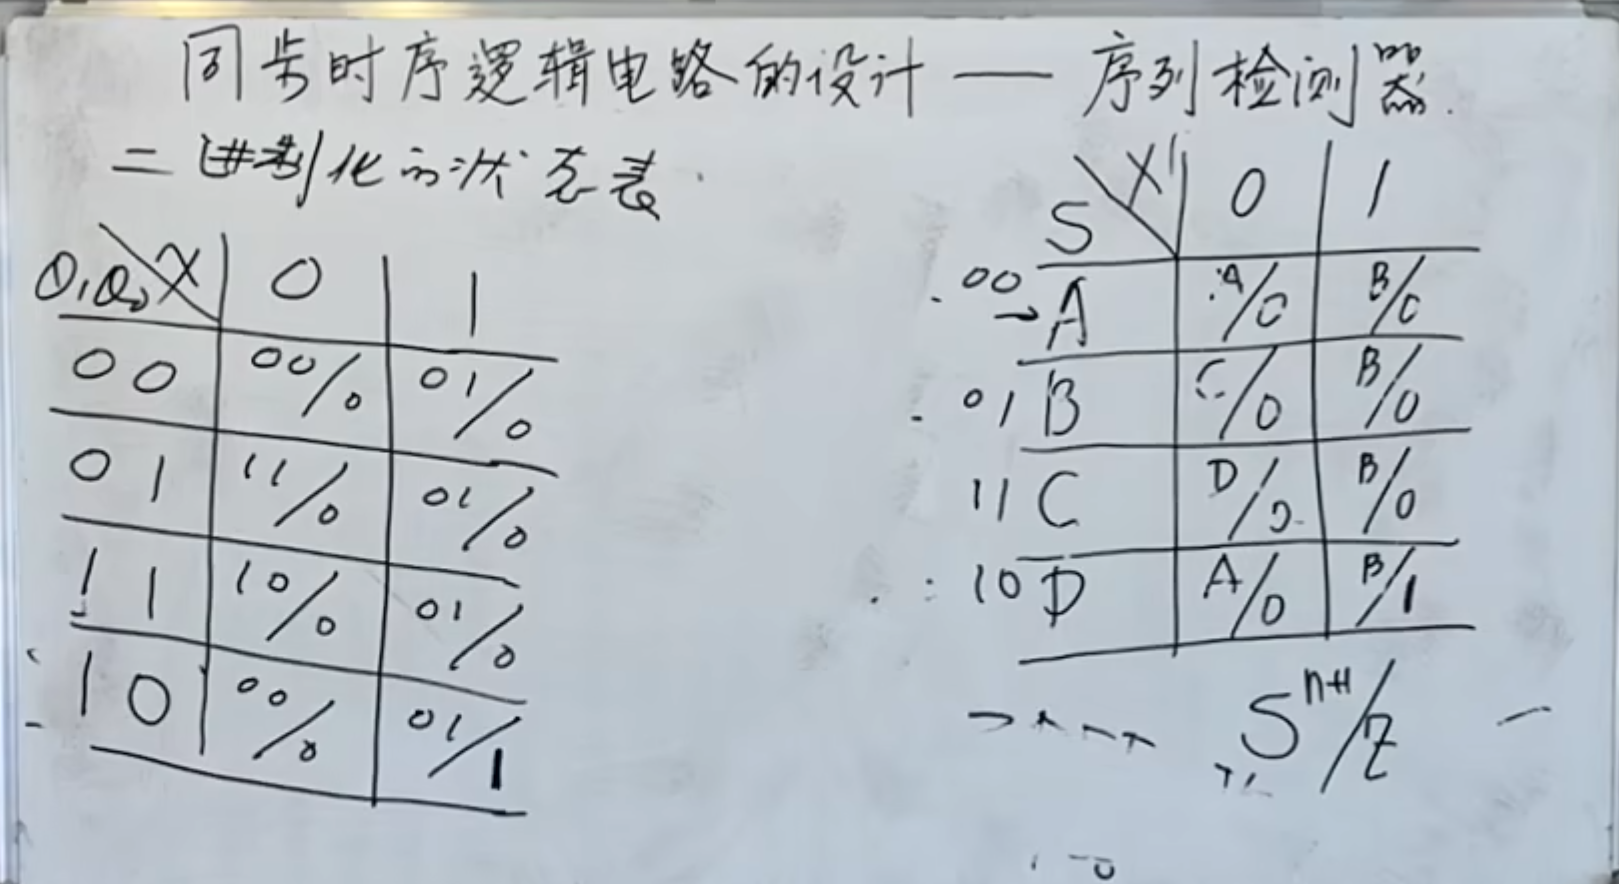 同步时序逻辑电路的设计 — 序列检测器.
二进制化的状态表.
Q₁Q₀ X 0 1
00 00/0 01/0
01 11/0 01/0
11 10/0 01/0
10 00/0 01/1
S X 0 1
00 → A A/0 B/0
01 B C/0 B/0
11 C D/0 B/0
10 D A/0 B/1
Sⁿ⁺¹/Z